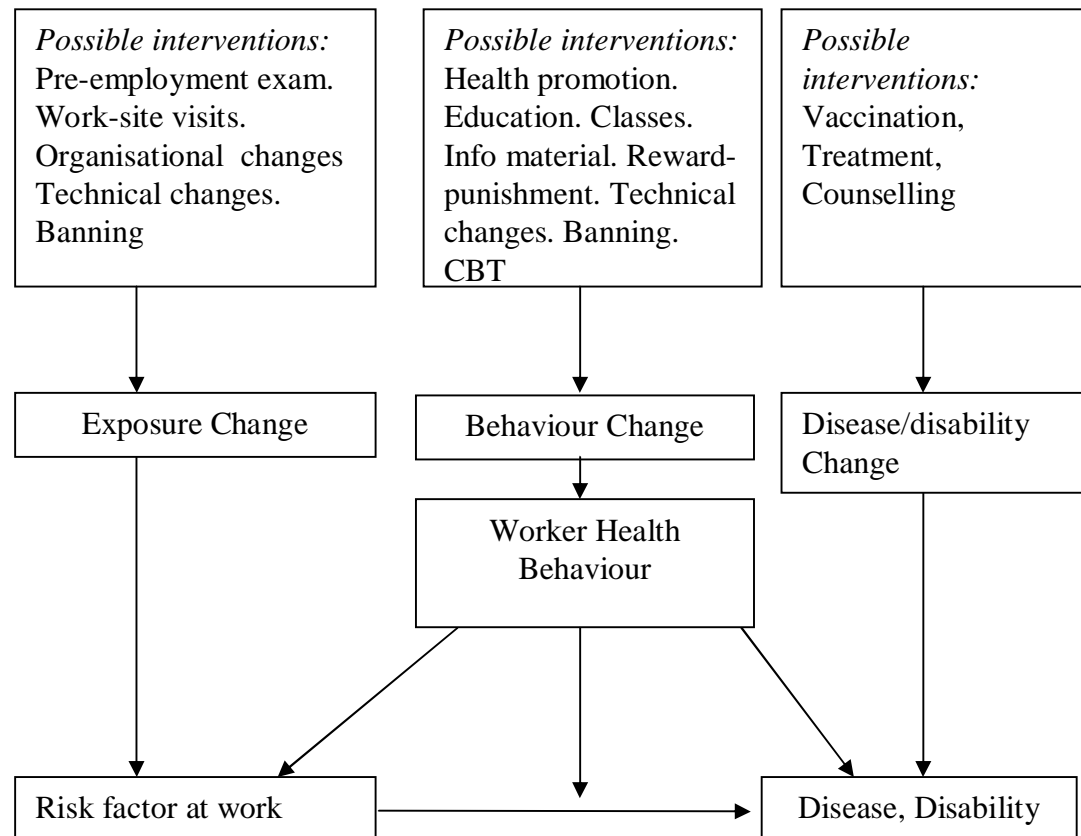 Possible interventions:
Pre-employment exam.
Work-site visits.
Organisational changes
Technical changes.
Banning
Possible interventions:
Health promotion.
Education. Classes.
Info material. Reward-
punishment. Technical
changes. Banning.
CBT
Possible
interventions:
Vaccination,
Treatment,
Counselling
Exposure Change
Behaviour Change
Disease/disability
Change
Worker Health
Behaviour
Risk factor at work
Disease, Disability